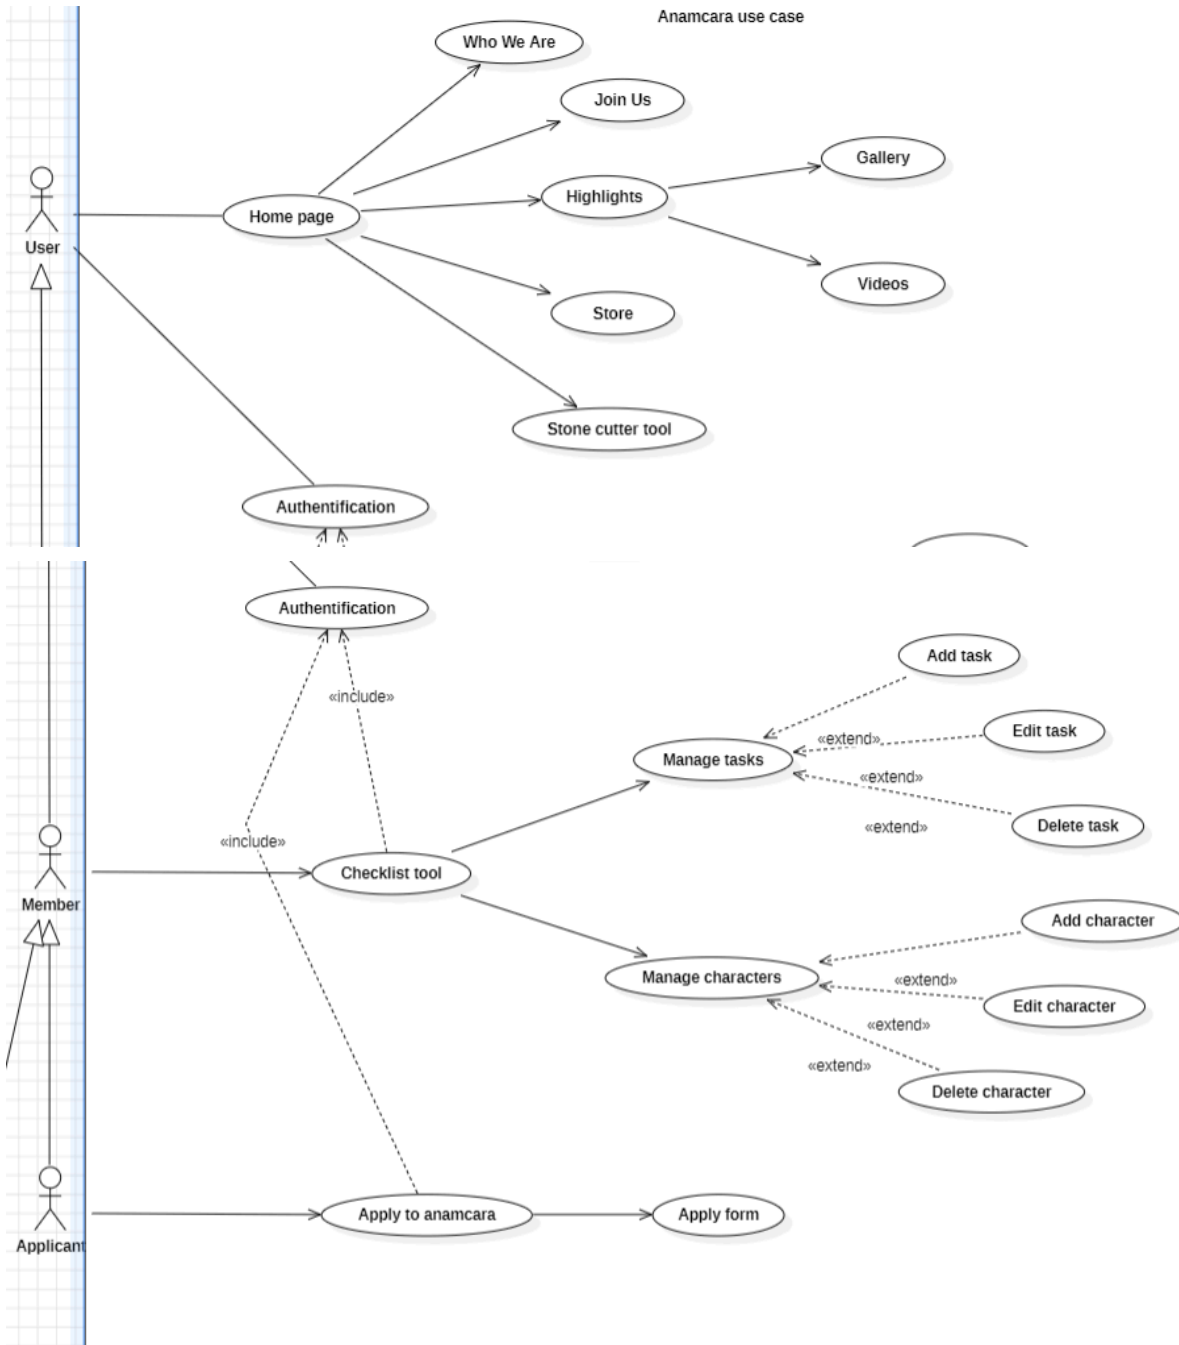 Anamcara use case
Who We Are
Join Us
Gallery
Highlights
Home page
User
Videos
Store
Stone cutter tool
Authentification
Authentification
Add task
«include»
Edit task
«extend»
Manage tasks
«extend»
Delete task
«extend»
«include»
Checklist tool
Member
Add character
Manage characters
«extend»
Edit character
«extend»
«extend»
Delete character
Apply to anamcara
Apply form
Applicant